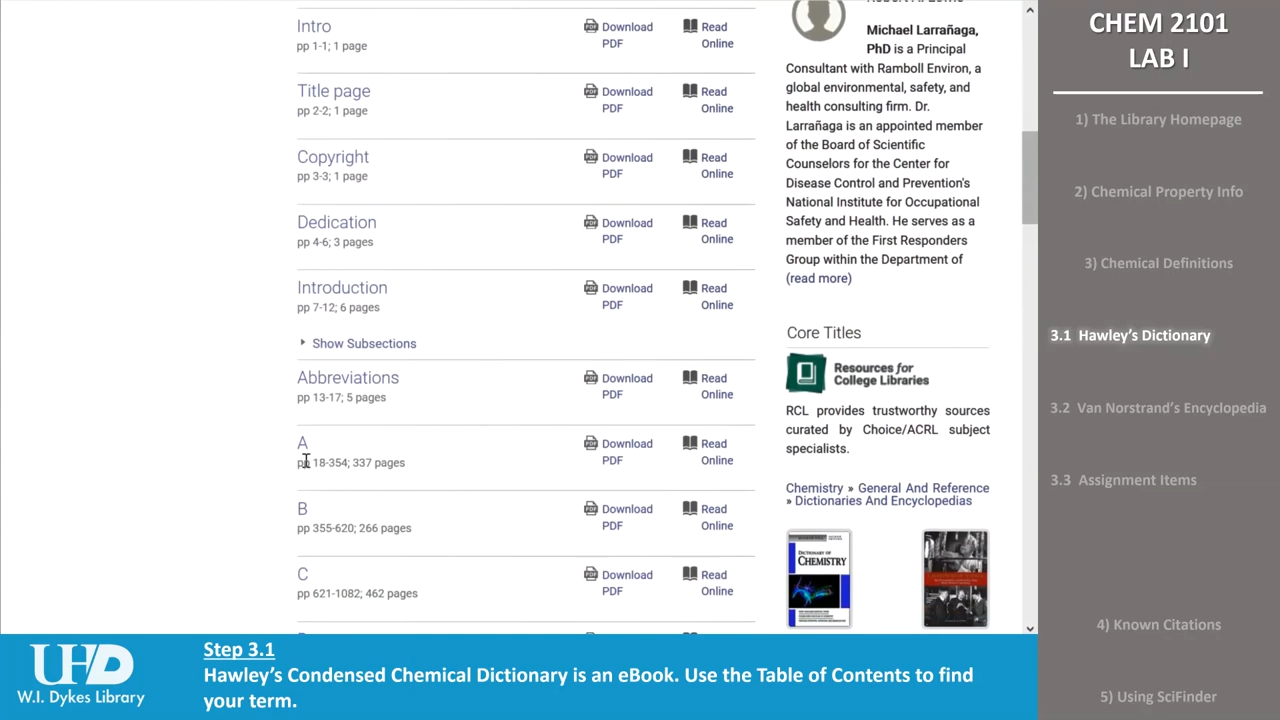 Intro
pp 1-1; 1 page
Download PDF
Read Online
Title page
pp 2-2; 1 page
Download PDF
Read Online
Copyright
pp 3-3; 1 page
Download PDF
Read Online
Dedication
pp 4-6; 3 pages
Download PDF
Read Online
Introduction
pp 7-12; 6 pages
Download PDF
Read Online
Show Subsections
Abbreviations
pp 13-17; 5 pages
Download PDF
Read Online
A
pp 18-354; 337 pages
Download PDF
Read Online
B
pp 355-620; 266 pages
Download PDF
Read Online
C
pp 621-1082; 462 pages
Download PDF
Read Online
Michael Larrañaga,
PhD is a Principal
Consultant with Ramboll Environ, a
global environmental, safety, and
health consulting firm. Dr.
Larrañaga is an appointed member
of the Board of Scientific
Counselors for the Center for
Disease Control and Prevention's
National Institute for Occupational
Safety and Health. He serves as a
member of the First Responders
Group within the Department of
(read more)
Core Titles
Resources for
College Libraries
RCL provides trustworthy sources
curated by Choice/ACRL subject
specialists.
Chemistry » General And Reference
» Dictionaries And Encyclopedias
DICTIONARY OF
CHEMISTRY
CHEM 2101
LAB I
1) The Library Homepage
2) Chemical Property Info
3) Chemical Definitions
3.1 Hawley's Dictionary
3.2 Van Norstrand's Encyclopedia
3.3 Assignment Items
4) Known Citations
5) Using SciFinder
UHD
W.I. Dykes Library
Step 3.1
Hawley's Condensed Chemical Dictionary is an eBook. Use the Table of Contents to find
your term.